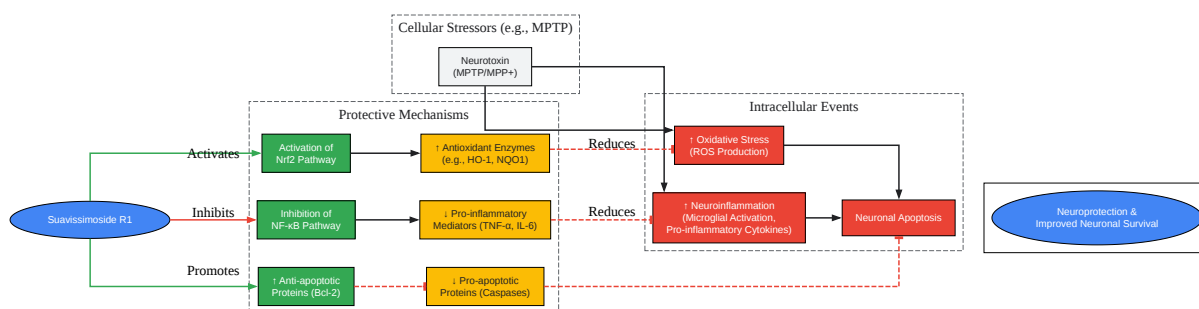 Cellular Stressors (e.g., MPTP)
Neurotoxin
(MPTP/MPP+)
Protective Mechanisms
Intracellular Events
Activates
Activation of
Nrf2 Pathway
↑ Antioxidant Enzymes
(e.g., HO-1, NQO1)
Reduces
↑ Oxidative Stress
(ROS Production)
Suavissimoside R1
Inhibits
Inhibition of
NF-κB Pathway
↓ Pro-inflammatory
Mediators (TNF-α, IL-6)
Reduces
↑ Neuroinflammation
(Microglial Activation,
Pro-inflammatory Cytokines)
Neuronal Apoptosis
Neuroprotection &
Improved Neuronal Survival
Promotes
↑ Anti-apoptotic
Proteins (Bcl-2)
↓ Pro-apoptotic
Proteins (Caspases)